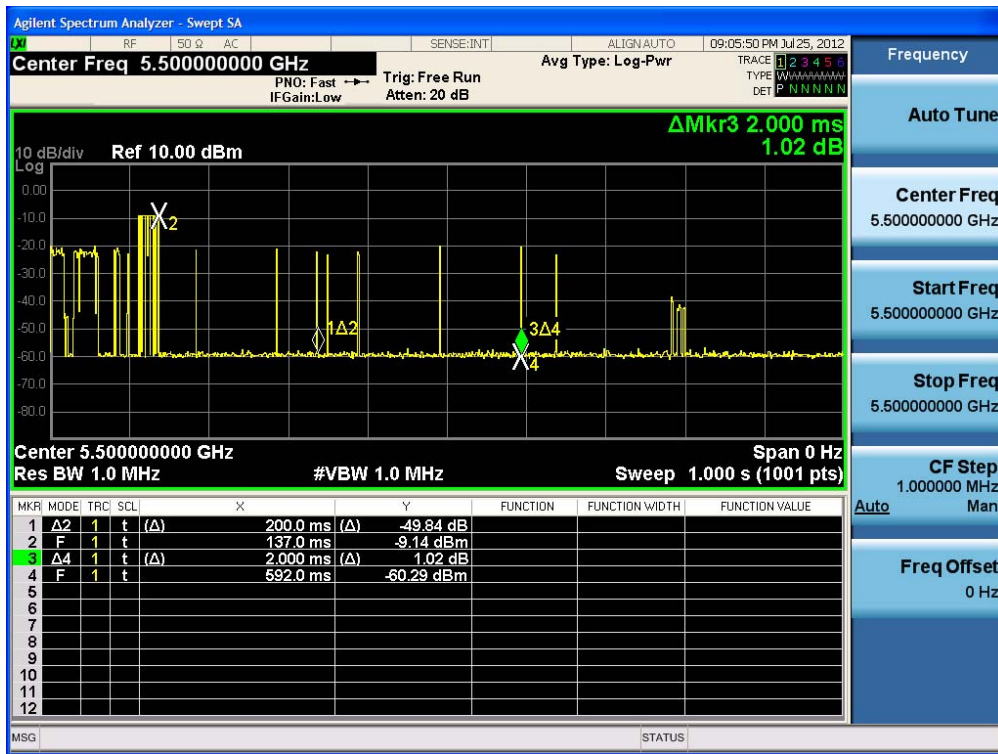 Agilent Spectrum Analyzer - Swept SA
LXI RF 50 Ω AC SENSE:INT ALIGN AUTO 09:05:50 PM Jul 25, 2012
Center Freq 5.500000000 GHz
PNO: Fast
IFGain:Low
Trig: Free Run
Atten: 20 dB
Avg Type: Log-Pwr
TRACE 1 2 3 4 5 6
TYPE
DET P N N N N N
ΔMkr3 2.000 ms
1.02 dB
10 dB/div Ref 10.00 dBm
Log
0.00
-10.0
-20.0
-30.0
-40.0
-50.0
-60.0
-70.0
-80.0
2
1Δ2
3Δ4
4
Center 5.500000000 GHz Span 0 Hz
Res BW 1.0 MHz #VBW 1.0 MHz Sweep 1.000 s (1001 pts)
MKR MODE TRC SCL X Y FUNCTION FUNCTION WIDTH FUNCTION VALUE
1 Δ2 1 t (Δ) 200.0 ms (Δ) -49.84 dB
2 F 1 t 137.0 ms -9.14 dBm
3 Δ4 1 t (Δ) 2.000 ms (Δ) 1.02 dB
4 F 1 t 592.0 ms -60.29 dBm
5
6
7
8
9
10
11
12
MSG STATUS
Frequency
Auto Tune
Center Freq
5.500000000 GHz
Start Freq
5.500000000 GHz
Stop Freq
5.500000000 GHz
CF Step
1.000000 MHz
Auto Man
Freq Offset
0 Hz